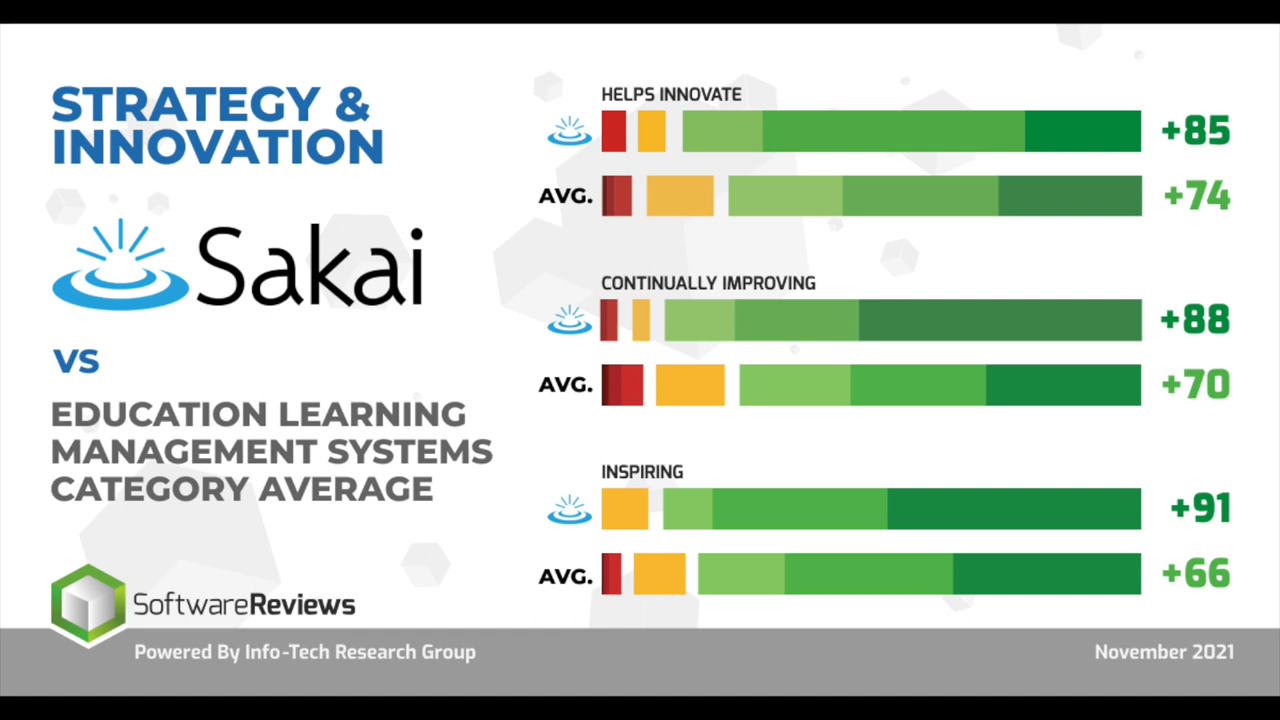 STRATEGY &
INNOVATION
Sakai
VS
EDUCATION LEARNING
MANAGEMENT SYSTEMS
CATEGORY AVERAGE
HELPS INNOVATE
+85
AVG.
+74
CONTINUALLY IMPROVING
+88
AVG.
+70
INSPIRING
+91
AVG.
+66
SoftwareReviews
Powered By Info-Tech Research Group
November 2021